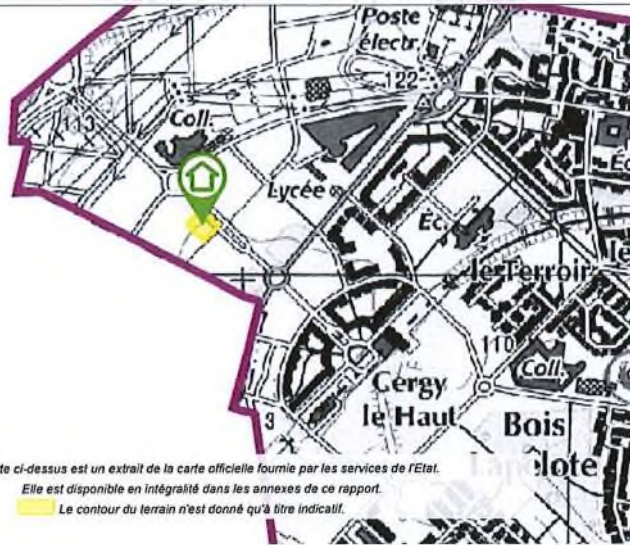 Poste
électr.
122
113
Coll.
Lycée
Éc.
le Terroir
110
Coll.
Cergy
le Haut
Bois
3
te ci-dessus est un extrait de la carte officielle fournie par les services de l'Etat.
Elle est disponible en intégralité dans les annexes de ce rapport.
Le contour du terrain n'est donné qu'à titre indicatif.